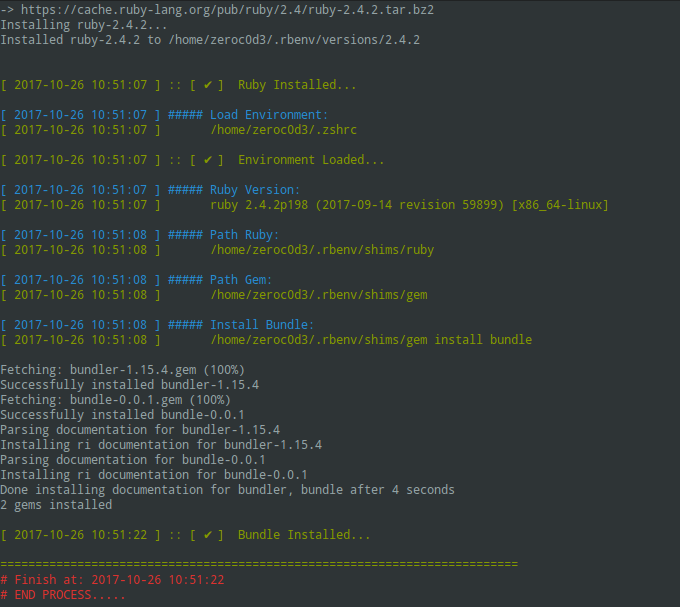 -> https://cache.ruby-lang.org/pub/ruby/2.4/ruby-2.4.2.tar.bz2
Installing ruby-2.4.2...
Installed ruby-2.4.2 to /home/zeroc0d3/.rbenv/versions/2.4.2
[ 2017-10-26 10:51:07 ] :: [ ✔ ]  Ruby Installed...
[ 2017-10-26 10:51:07 ] ##### Load Environment:
[ 2017-10-26 10:51:07 ]       /home/zeroc0d3/.zshrc
[ 2017-10-26 10:51:07 ] :: [ ✔ ]  Environment Loaded...
[ 2017-10-26 10:51:07 ] ##### Ruby Version:
[ 2017-10-26 10:51:07 ]       ruby 2.4.2p198 (2017-09-14 revision 59899) [x86_64-linux]
[ 2017-10-26 10:51:08 ] ##### Path Ruby:
[ 2017-10-26 10:51:08 ]       /home/zeroc0d3/.rbenv/shims/ruby
[ 2017-10-26 10:51:08 ] ##### Path Gem:
[ 2017-10-26 10:51:08 ]       /home/zeroc0d3/.rbenv/shims/gem
[ 2017-10-26 10:51:08 ] ##### Install Bundle:
[ 2017-10-26 10:51:08 ]       /home/zeroc0d3/.rbenv/shims/gem install bundle
Fetching: bundler-1.15.4.gem (100%)
Successfully installed bundler-1.15.4
Fetching: bundle-0.0.1.gem (100%)
Successfully installed bundle-0.0.1
Parsing documentation for bundler-1.15.4
Installing ri documentation for bundler-1.15.4
Parsing documentation for bundle-0.0.1
Installing ri documentation for bundle-0.0.1
Done installing documentation for bundler, bundle after 4 seconds
2 gems installed
[ 2017-10-26 10:51:22 ] :: [ ✔ ]  Bundle Installed...
==========================================================================
# Finish at: 2017-10-26 10:51:22
# END PROCESS.....